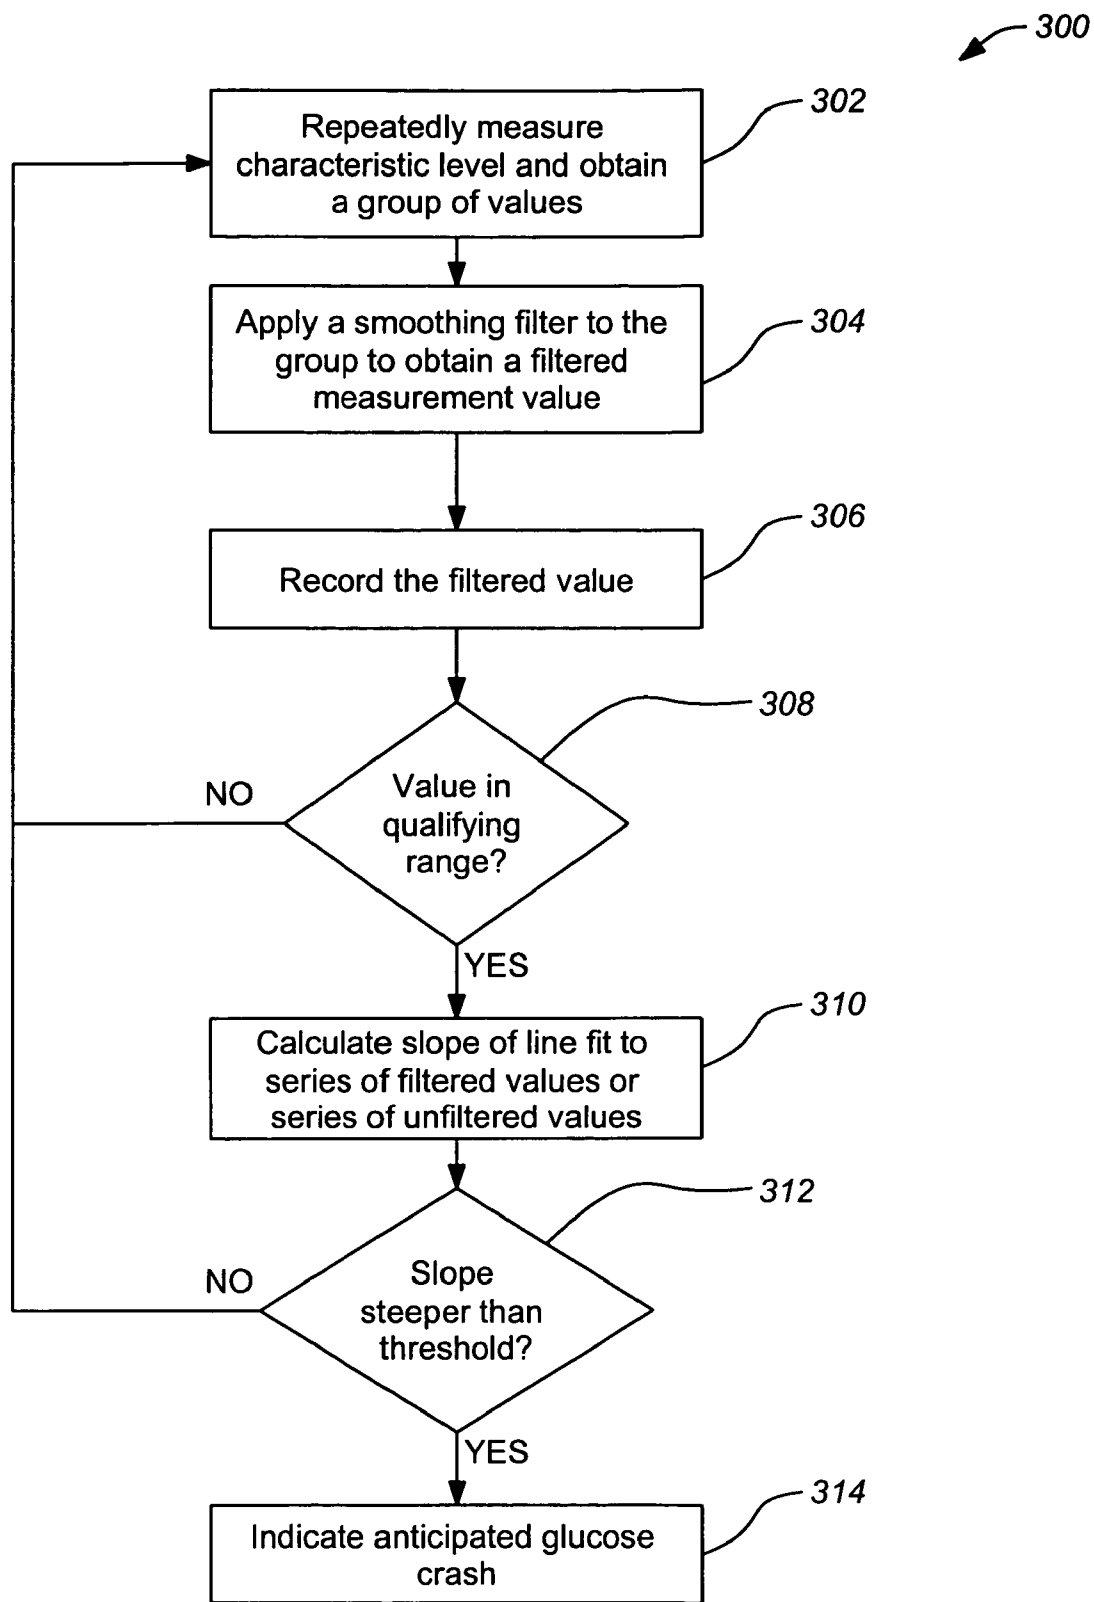 300
302
Repeatedly measure
characteristic level and obtain
a group of values
304
Apply a smoothing filter to the
group to obtain a filtered
measurement value
306
Record the filtered value
308
Value in
qualifying
range?
NO
YES
310
Calculate slope of line fit to
series of filtered values or
series of unfiltered values
312
Slope
steeper than
threshold?
NO
YES
314
Indicate anticipated glucose
crash